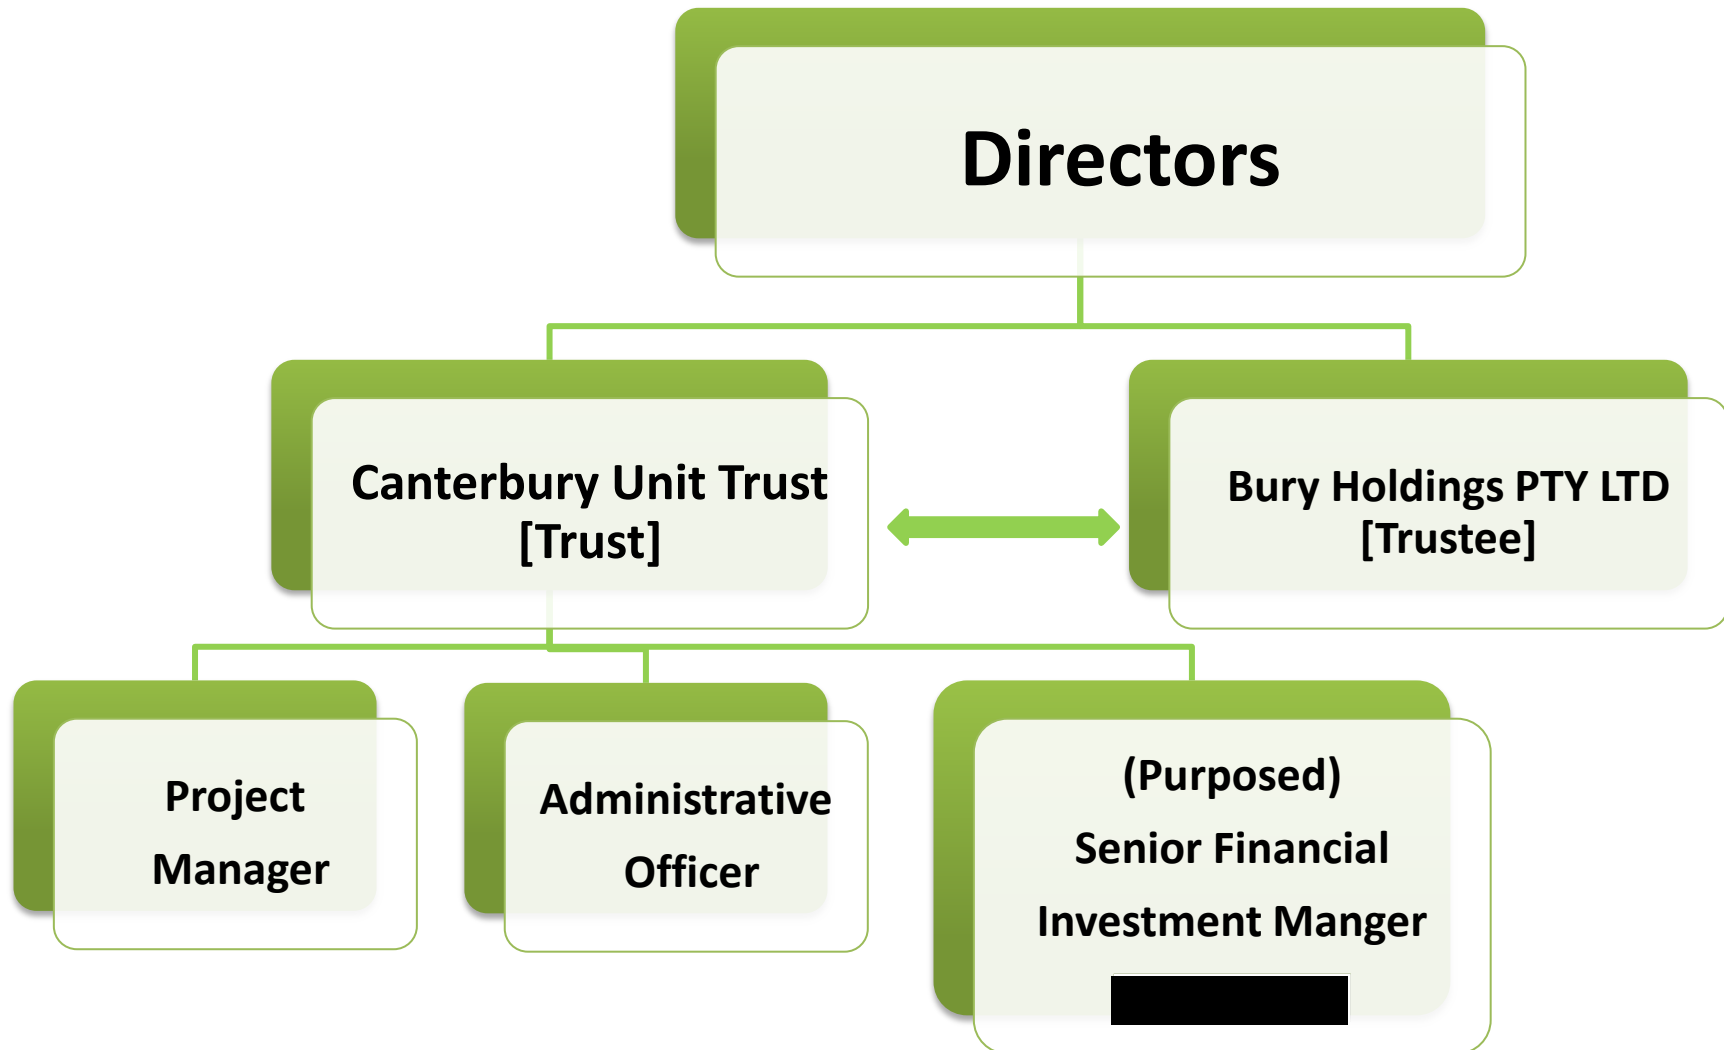 Directors
Canterbury Unit Trust
[Trust]
Bury Holdings PTY LTD
[Trustee]
Project
Manager
Administrative
Officer
(Purposed)
Senior Financial
Investment Manger